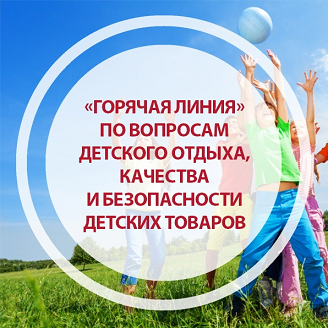 «ГОРЯЧАЯ ЛИНИЯ»
ПО ВОПРОСАМ
ДЕТСКОГО ОТДЫХА,
КАЧЕСТВА
И БЕЗОПАСНОСТИ
ДЕТСКИХ ТОВАРОВ